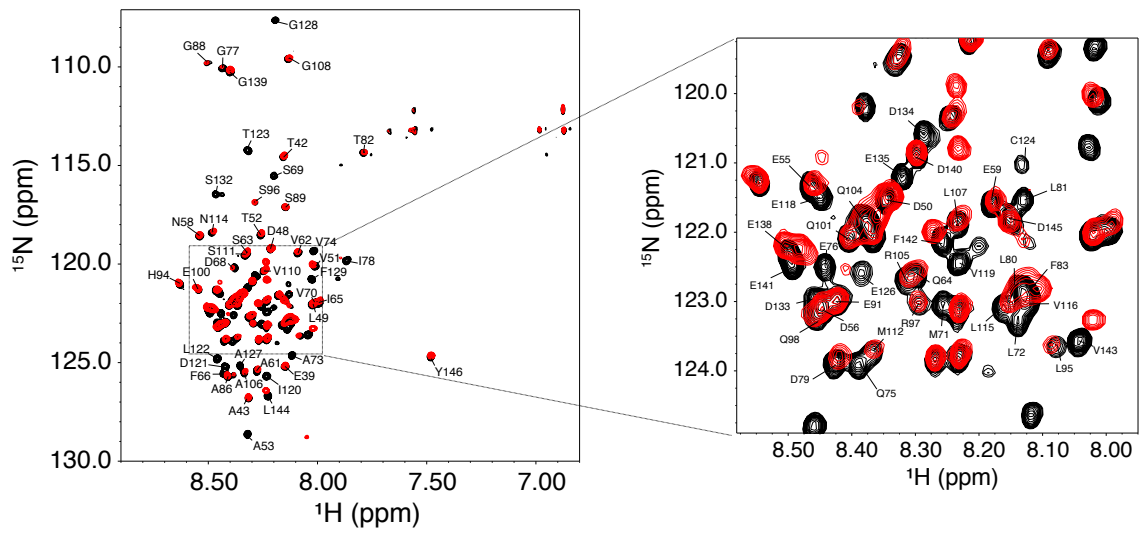 G128
G88
G77
110.0
G108
G139
T123
T42
T82
115.0
S69
S132
S96
S89
N58
N114
T52
D48
S63
V62
V74
S111
V51
I78
120.0
D68
F129
H94
E100
V110
V70
I65
L49
L122
A127
A73
125.0
D121
A61
Y146
F66
E39
A106
I120
A86
A43
L144
A53
130.0
8.50
8.00
7.50
7.00
¹H (ppm)
¹⁵N (ppm)
120.0
D134
121.0
E135
D140
C124
E55
E59
Q104
L107
L81
E118
D50
122.0
Q101
D145
E138
E76
F142
R105
L80
F83
V119
Q64
E141
E126
123.0
D133
E91
V116
R97
L115
Q98
D56
M71
M112
L72
V143
L95
124.0
D79
Q75
8.50
8.40
8.30
8.20
8.10
8.00
¹H (ppm)
¹⁵N (ppm)